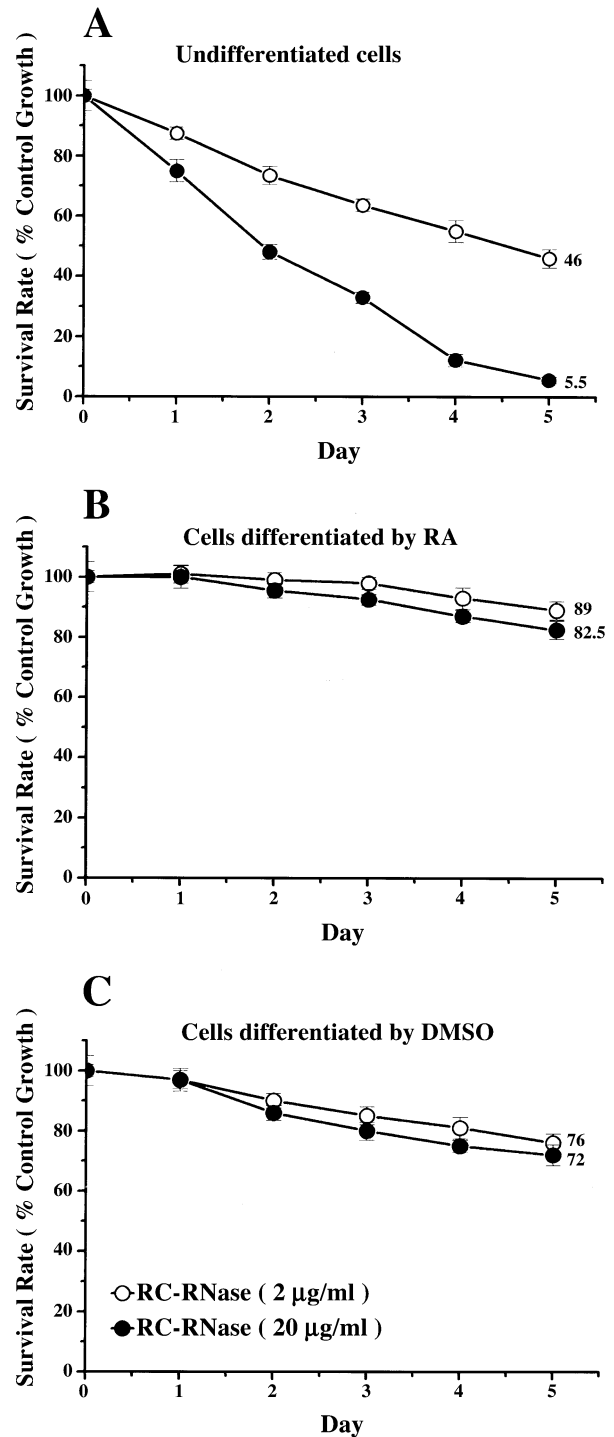 A
Undifferentiated cells
Survival Rate ( % Control Growth )
100
80
60
40
20
0
46
5.5
0 1 2 3 4 5
Day
B
Cells differentiated by RA
Survival Rate ( % Control Growth )
100
80
60
40
20
0
89
82.5
0 1 2 3 4 5
Day
C
Cells differentiated by DMSO
Survival Rate ( % Control Growth )
100
80
60
40
20
0
76
72
RC-RNase ( 2 μg/ml )
RC-RNase ( 20 μg/ml )
0 1 2 3 4 5
Day